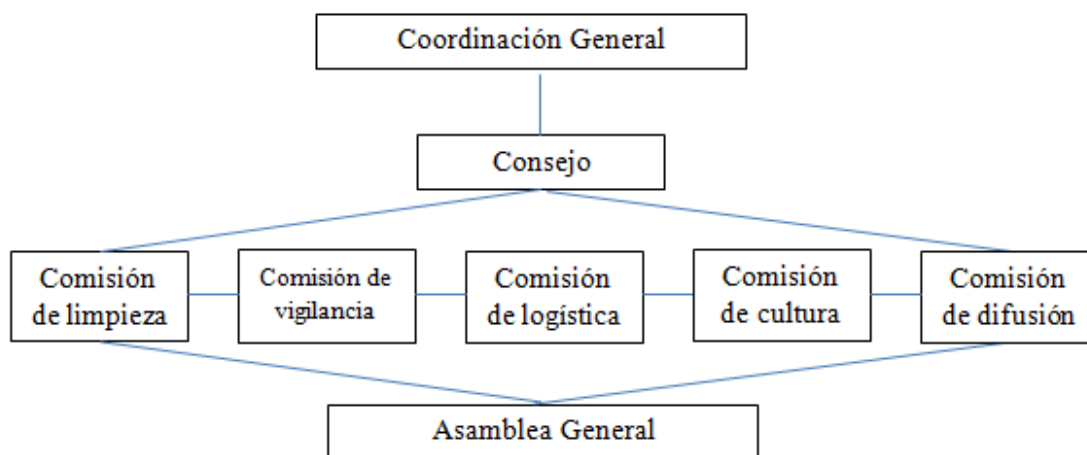 Coordinación General
Consejo
Comisión
de limpieza
Comisión de
vigilancia
Comisión
de logística
Comisión
de cultura
Comisión
de difusión
Asamblea General